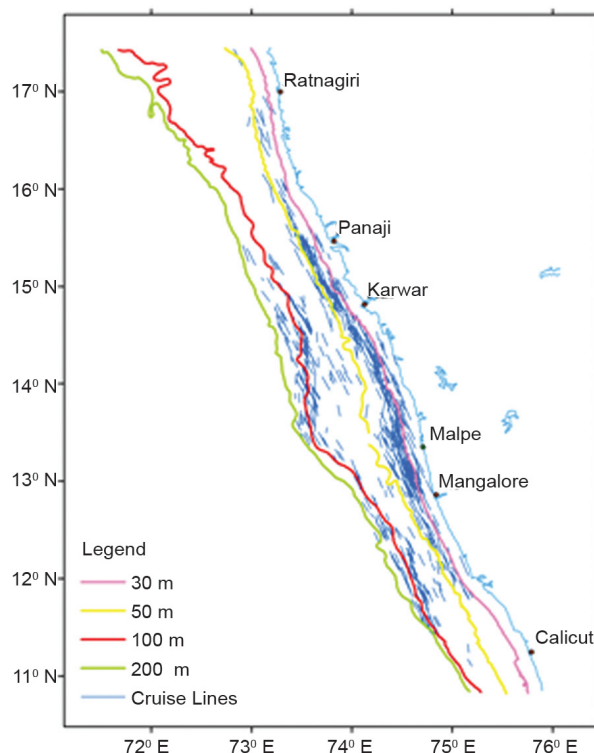 17⁰ N
Ratnagiri
16⁰ N
Panaji
15⁰ N
Karwar
14⁰ N
Malpe
13⁰ N
Mangalore
Legend
12⁰ N
30 m
50 m
100 m
Calicut
11⁰ N
200 m
Cruise Lines
72⁰ E 73⁰ E 74⁰ E 75⁰ E 76⁰ E